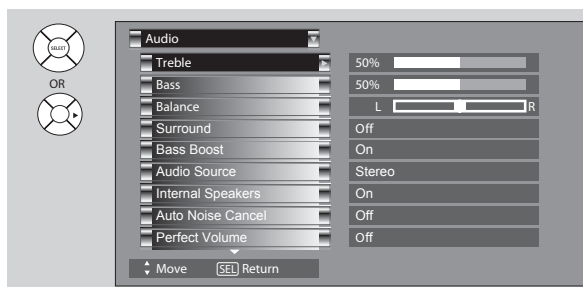 SELECT
OR
Audio
Treble 50%
Bass 50%
Balance L R
Surround Off
Bass Boost On
Audio Source Stereo
Internal Speakers On
Auto Noise Cancel Off
Perfect Volume Off
Move SEL Return